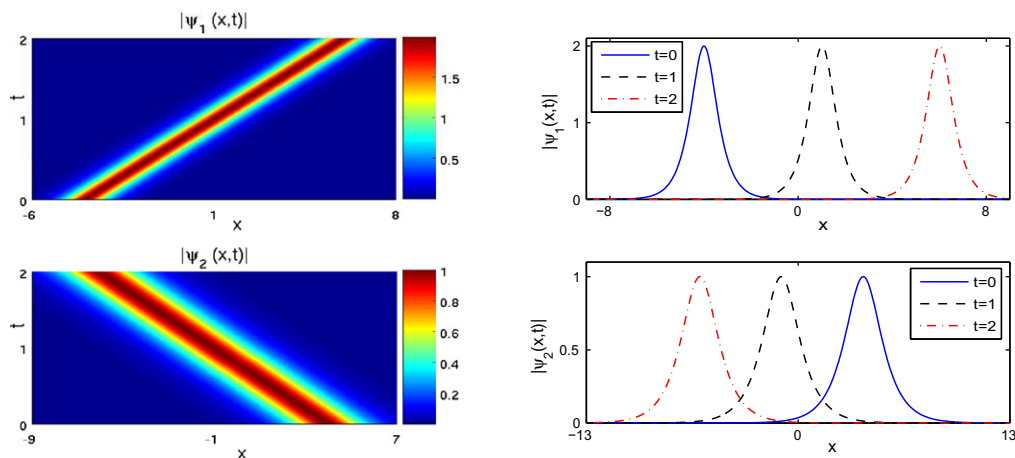 |ψ₁ (x,t)|
2
1
0
t
-6
1
8
x
1.5
1
0.5
2
1
0
|ψ₁(x,t)|
t=0
t=1
t=2
−8
0
8
x
|ψ₂ (x,t)|
2
1
0
t
-9
-1
7
x
1
0.8
0.6
0.4
0.2
1
0.5
0
|ψ₂(x,t)|
t=0
t=1
t=2
−13
0
13
x